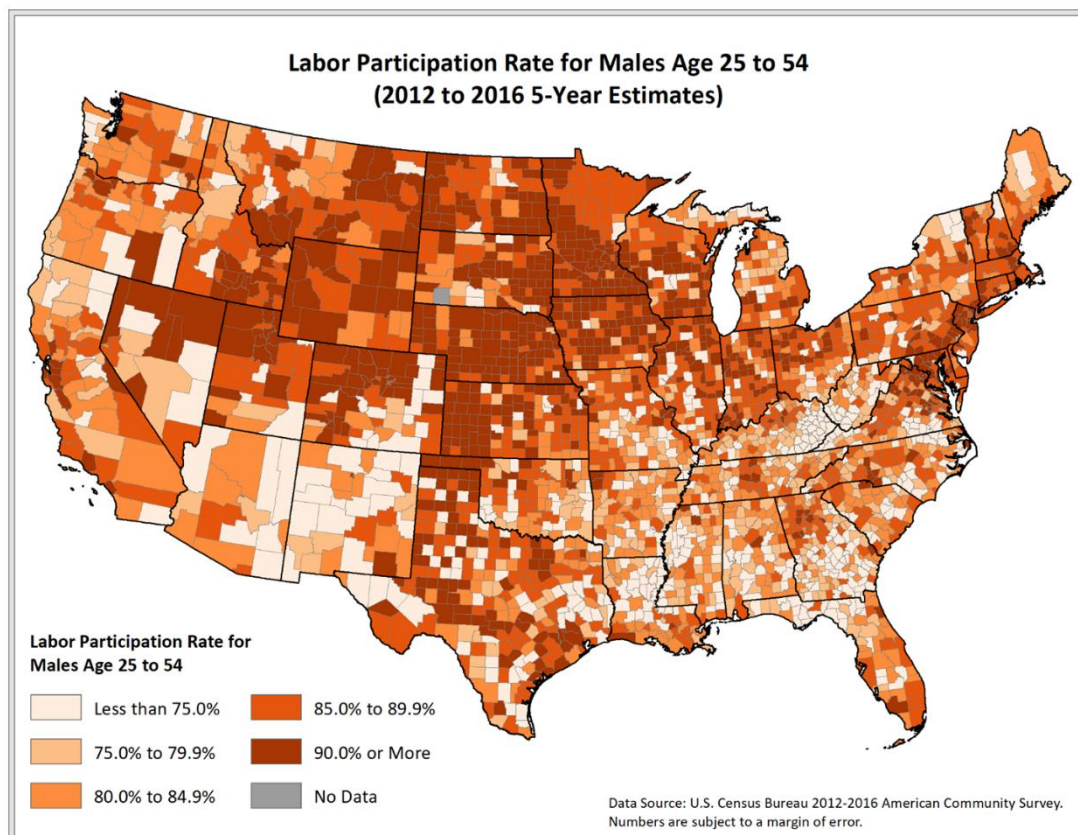 Labor Participation Rate for Males Age 25 to 54
(2012 to 2016 5-Year Estimates)
Labor Participation Rate for
Males Age 25 to 54
Less than 75.0%
75.0% to 79.9%
80.0% to 84.9%
85.0% to 89.9%
90.0% or More
No Data
Data Source: U.S. Census Bureau 2012-2016 American Community Survey.
Numbers are subject to a margin of error.